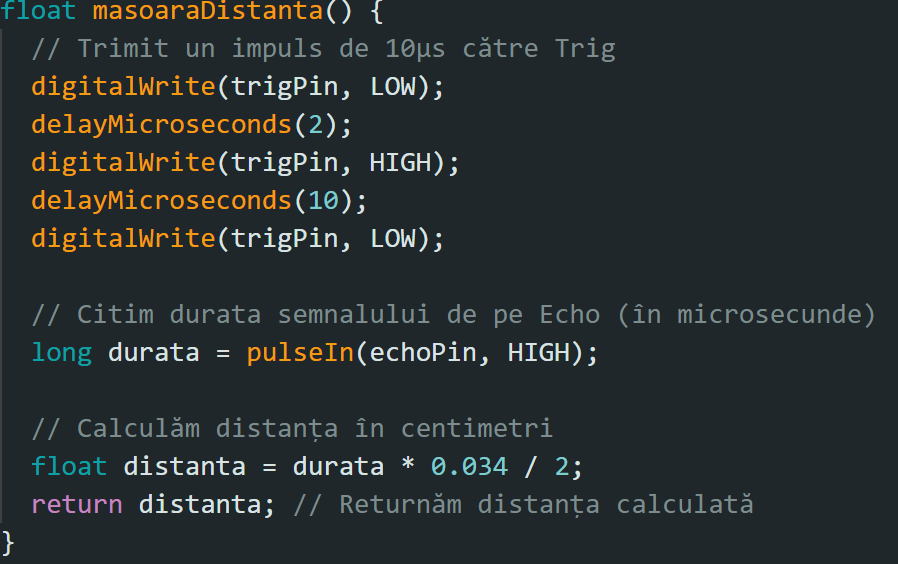 float masoaraDistanta() {
// Trimit un impuls de 10µs către Trig
digitalWrite(trigPin, LOW);
delayMicroseconds(2);
digitalWrite(trigPin, HIGH);
delayMicroseconds(10);
digitalWrite(trigPin, LOW);
// Citim durata semnalului de pe Echo (în microsecunde)
long durata = pulseIn(echoPin, HIGH);
// Calculăm distanța în centimetri
float distanta = durata * 0.034 / 2;
return distanta; // Returnăm distanța calculată
}